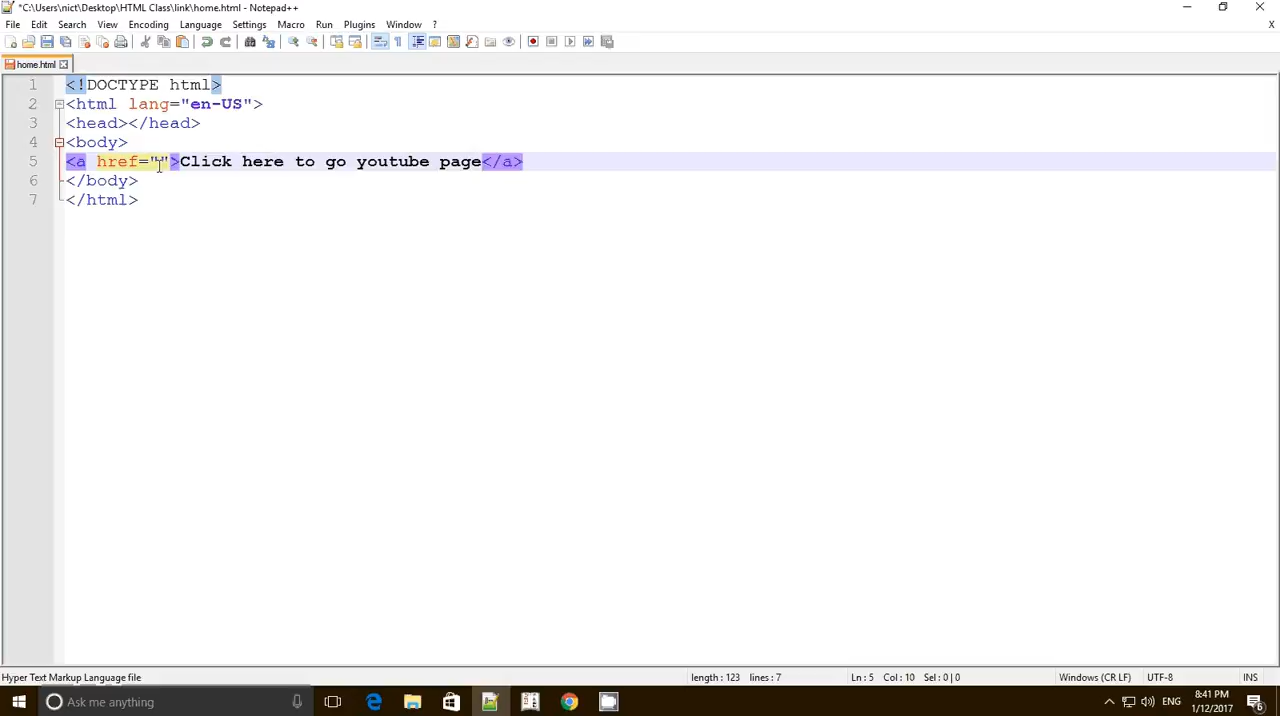 *C:\Users\nict\Desktop\HTML Class\link\home.html - Notepad++
File Edit Search View Encoding Language Settings Macro Run Plugins Window ? X
home.html
1 <!DOCTYPE html>
2 <html lang="en-US">
3 <head></head>
4 <body>
5 <a href="">Click here to go youtube page</a>
6 </body>
7 </html>
Hyper Text Markup Language file length : 123 lines : 7 Ln : 5 Col : 10 Sel : 0 | 0 Windows (CR LF) UTF-8 INS
Ask me anything ENG 8:41 PM
1/12/2017 6